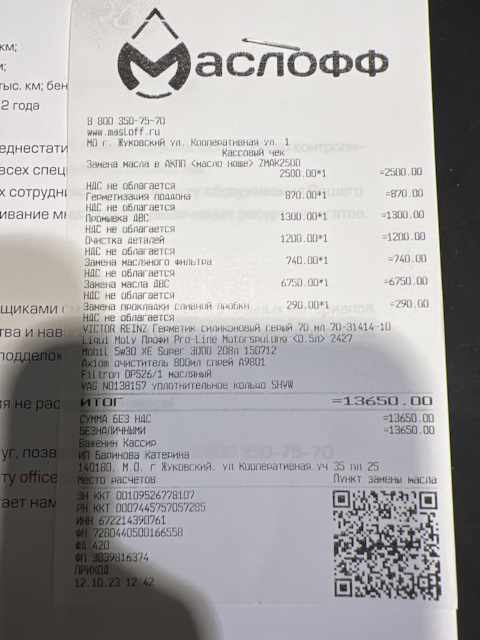 км;
м;
тыс. км; бен
2 года
Маслофф
8 800 350-75-70
www.masloff.ru
МО г. Жуковский ул. Кооперативная ул. 1
Кассовый чек
Замена масла в АКПП <масло наше> ZMAK2500
2500.00*1 =2500.00
НДС не облагается
Герметизация поддона 870.00*1 =870.00
НДС не облагается
Промывка ДВС 1300.00*1 =1300.00
НДС не облагается
Очистка деталей 1200.00*1 =1200.00
НДС не облагается
Замена масляного фильтра 740.00*1 =740.00
НДС не облагается
Замена масла ДВС 6750.00*1 =6750.00
НДС не облагается
Замена прокладки сливной пробки 290.00*1 =290.00
НДС не облагается
VICTOR REINZ Герметик силиконовый серый 70 мл 70-31414-10
Liqui Moly Профи Pro-Line Motorspulung (0.5л) 2427
Mobil 5w30 XE Super 3000 208л 150712
Axiom очиститель 800мл спрей A9801
Filtron OP526/1 масляный
VAG N0138157 уплотнительное кольцо SHVW
ИТОГ =13650.00
СУММА БЕЗ НДС =13650.00
БЕЗНАЛИЧНЫМИ =13650.00
Важенин Кассир
ИП Баринова Катерина
140180. М.О. г Жуковский. ул Кооперативная.уч 35 пл 25
Место расчетов Пункт замены масла
ЗН ККТ 00109526778107
РН ККТ 0007445757057285
ИНН 672214390761
ФН 7280440500166558
ФД 420
ФП 3839816374
ПРИХОД
12.10.23 12:42